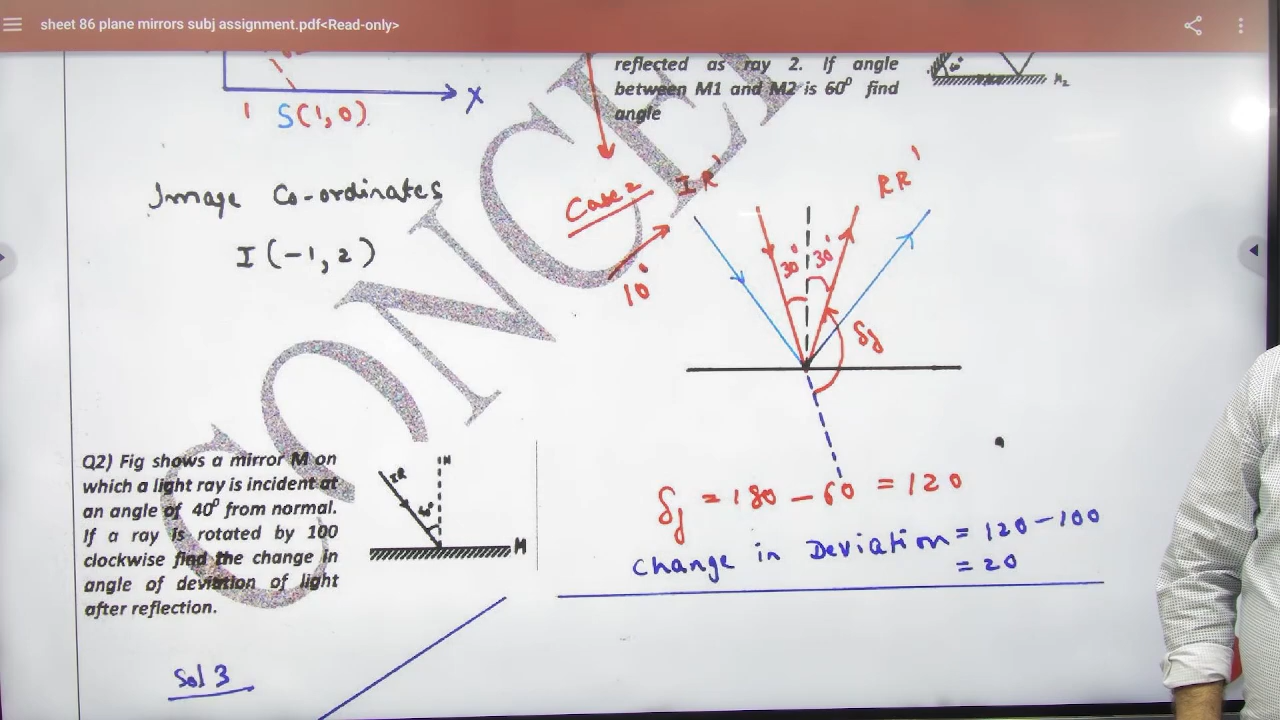 sheet 86 plane mirrors subj assignment.pdf<Read-only>
reflected as ray 2. If angle
between M1 and M2 is 60⁰ find
angle
60°
M₂
X
1 S(1,0)
Image Co-ordinates
I(-1,2)
Case 2
10°
IR'
RR'
30° 30°
δf
δf = 180 - 60 = 120
Change in Deviation = 120-100
= 20
Q2) Fig shows a mirror M on
which a light ray is incident at
an angle of 40⁰ from normal.
If a ray is rotated by 100
clockwise find the change in
angle of deviation of light
after reflection.
IR
N
40°
M
Sol 3
CONCE